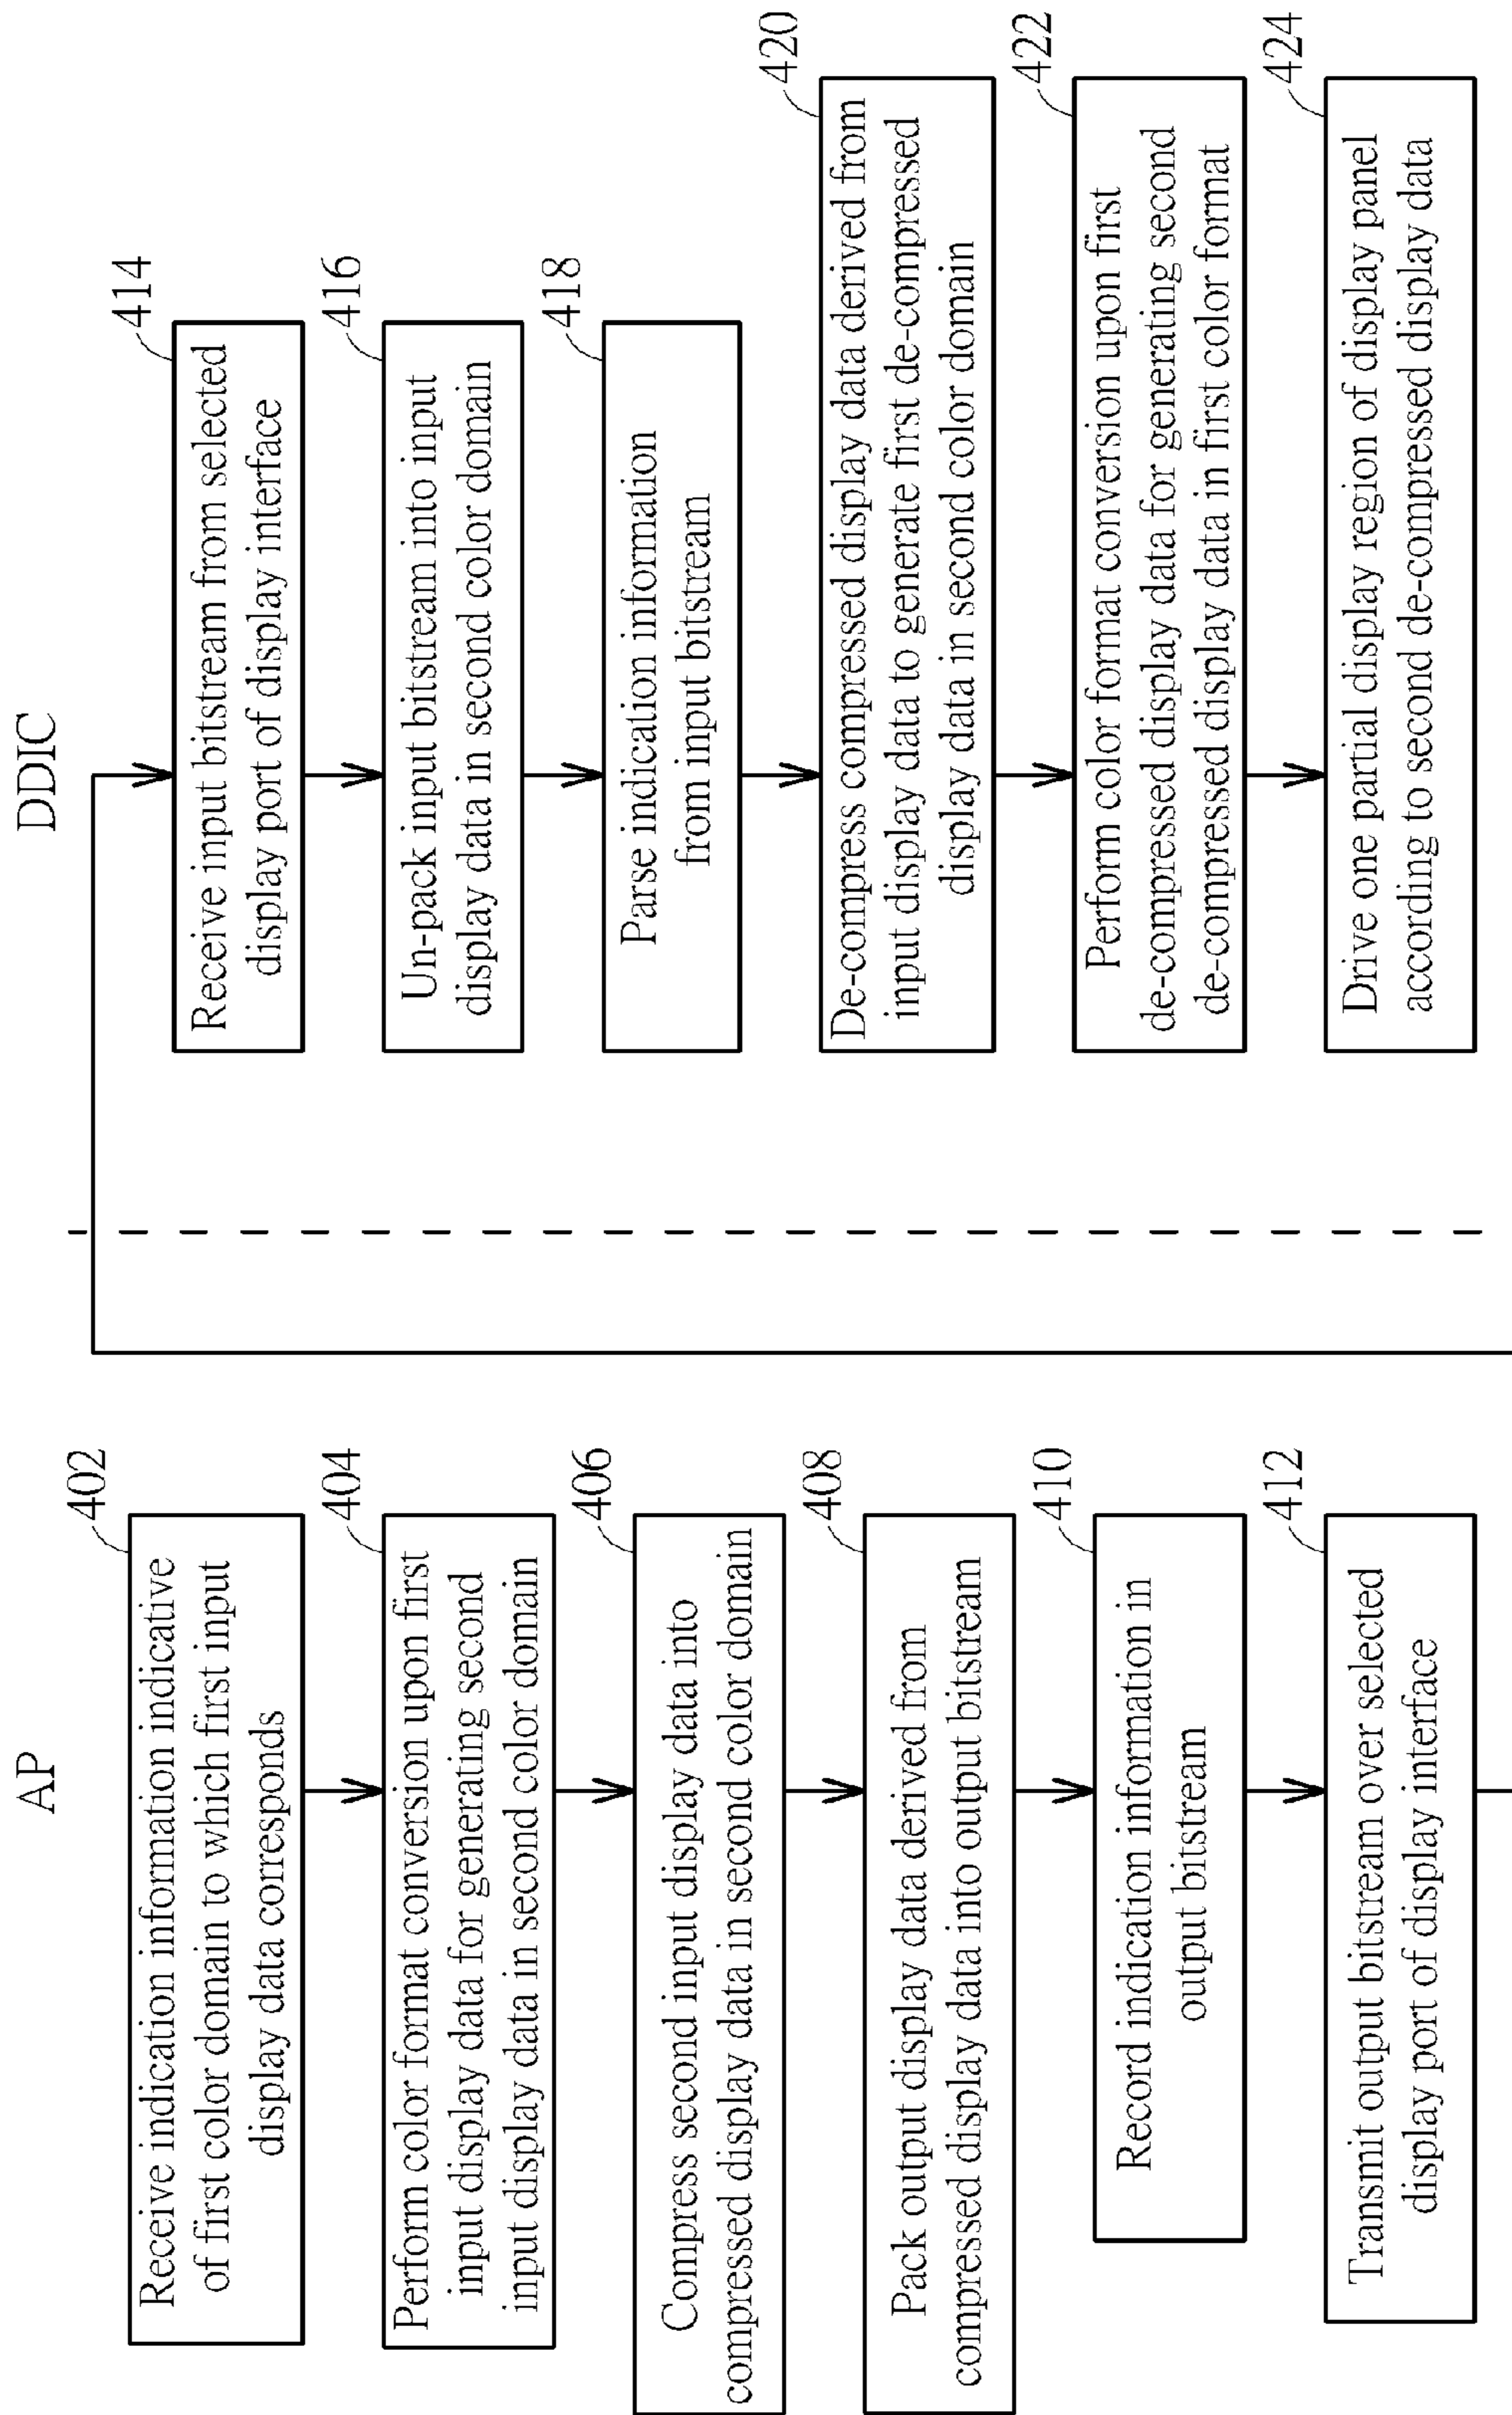 AP
402
Receive indication information indicative
of first color domain to which first input
display data corresponds
404
Perform color format conversion upon first
input display data for generating second
input display data in second color domain
406
Compress second input display data into
compressed display data in second color domain
408
Pack output display data derived from
compressed display data into output bitstream
410
Record indication information in
output bitstream
412
Transmit output bitstream over selected
display port of display interface
DDIC
414
Receive input bitstream from selected
display port of display interface
416
Un-pack input bitstream into input
display data in second color domain
418
Parse indication information
from input bitstream
420
De-compress compressed display data derived from
input display data to generate first de-compressed
display data in second color domain
422
Perform color format conversion upon first
de-compressed display data for generating second
de-compressed display data in first color format
424
Drive one partial display region of display panel
according to second de-compressed display data